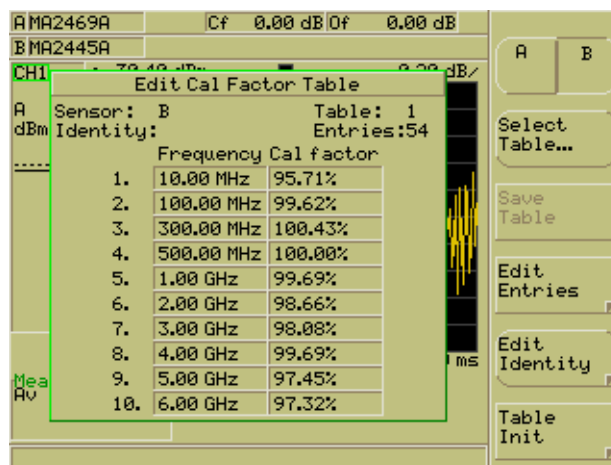 A MA2469A Cf 0.00 dB Of 0.00 dB
B MA2445A
CH1 dB/
Edit Cal Factor Table
A
dBm
Sensor: B Table: 1
Identity: Entries:54
Frequency Cal factor
1. 10.00 MHz 95.71%
2. 100.00 MHz 99.62%
3. 300.00 MHz 100.43%
4. 500.00 MHz 100.00%
5. 1.00 GHz 99.69%
6. 2.00 GHz 98.66%
7. 3.00 GHz 98.08%
8. 4.00 GHz 99.69%
9. 5.00 GHz 97.45%
10. 6.00 GHz 97.32%
ms
Mea
Av
A B
Select
Table...
Save
Table
Edit
Entries
Edit
Identity
Table
Init